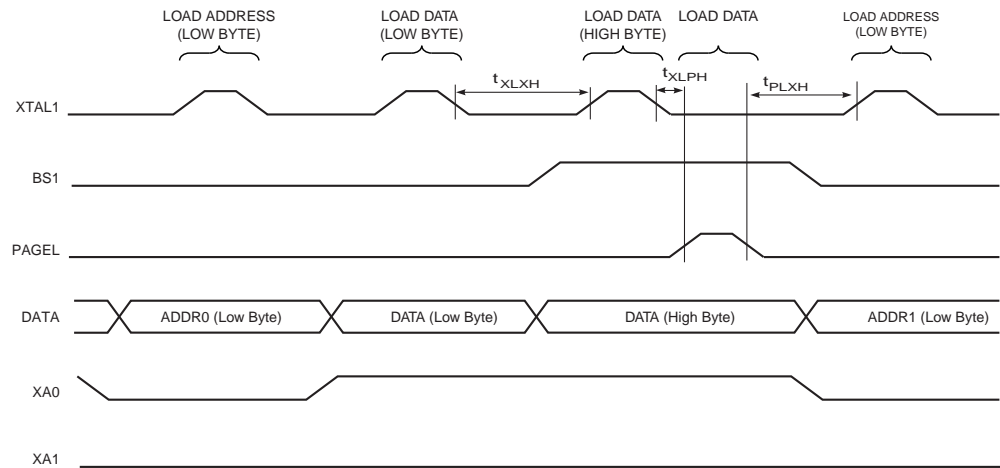 LOAD ADDRESS
(LOW BYTE)
LOAD DATA
(LOW BYTE)
LOAD DATA
(HIGH BYTE)
LOAD DATA
LOAD ADDRESS
(LOW BYTE)
tXLXH
tXLPH
tPLXH
XTAL1
BS1
PAGEL
DATA
ADDR0 (Low Byte)
DATA (Low Byte)
DATA (High Byte)
ADDR1 (Low Byte)
XA0
XA1